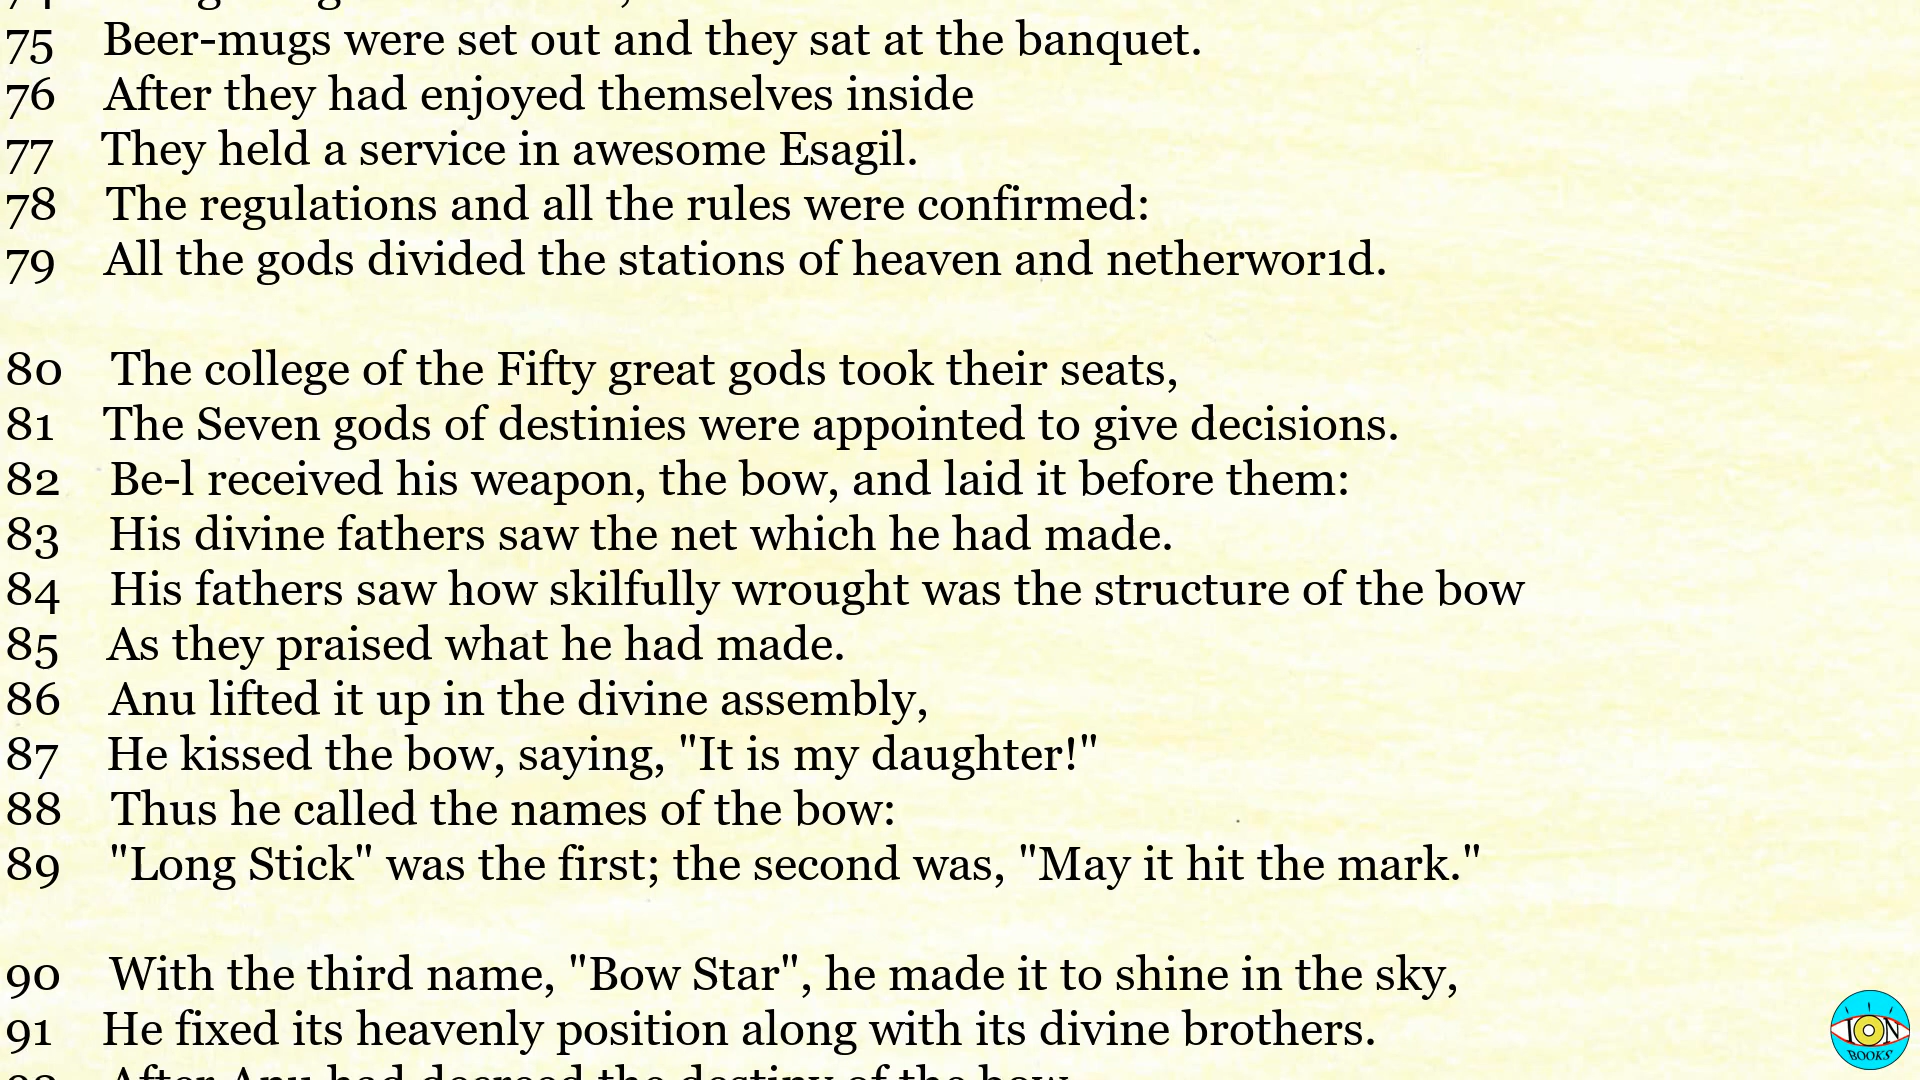 75 Beer-mugs were set out and they sat at the banquet.
76 After they had enjoyed themselves inside
77 They held a service in awesome Esagil.
78 The regulations and all the rules were confirmed:
79 All the gods divided the stations of heaven and netherwor1d.
80 The college of the Fifty great gods took their seats,
81 The Seven gods of destinies were appointed to give decisions.
82 Be-l received his weapon, the bow, and laid it before them:
83 His divine fathers saw the net which he had made.
84 His fathers saw how skilfully wrought was the structure of the bow
85 As they praised what he had made.
86 Anu lifted it up in the divine assembly,
87 He kissed the bow, saying, "It is my daughter!"
88 Thus he called the names of the bow:
89 "Long Stick" was the first; the second was, "May it hit the mark."
90 With the third name, "Bow Star", he made it to shine in the sky,
91 He fixed its heavenly position along with its divine brothers.
After Anu had decreed the destiny of the bow
ION
BOOKS